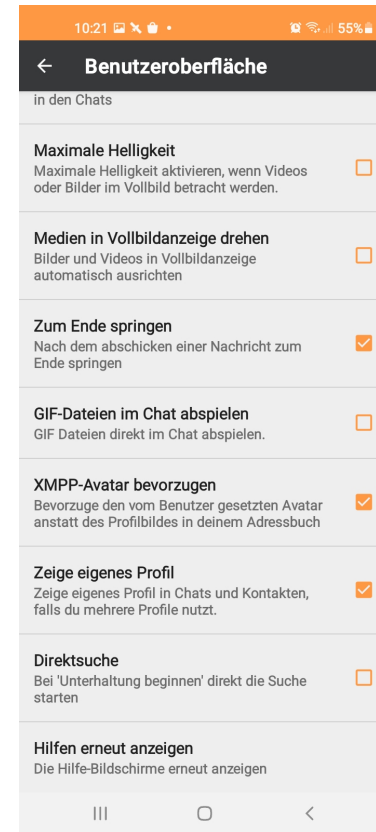 10:21 55%
Benutzeroberfläche
in den Chats
Maximale Helligkeit
Maximale Helligkeit aktivieren, wenn Videos
oder Bilder im Vollbild betracht werden.
Medien in Vollbildanzeige drehen
Bilder und Videos in Vollbildanzeige
automatisch ausrichten
Zum Ende springen
Nach dem abschicken einer Nachricht zum
Ende springen
GIF-Dateien im Chat abspielen
GIF Dateien direkt im Chat abspielen.
XMPP-Avatar bevorzugen
Bevorzuge den vom Benutzer gesetzten Avatar
anstatt des Profilbildes in deinem Adressbuch
Zeige eigenes Profil
Zeige eigenes Profil in Chats und Kontakten,
falls du mehrere Profile nutzt.
Direktsuche
Bei 'Unterhaltung beginnen' direkt die Suche
starten
Hilfen erneut anzeigen
Die Hilfe-Bildschirme erneut anzeigen